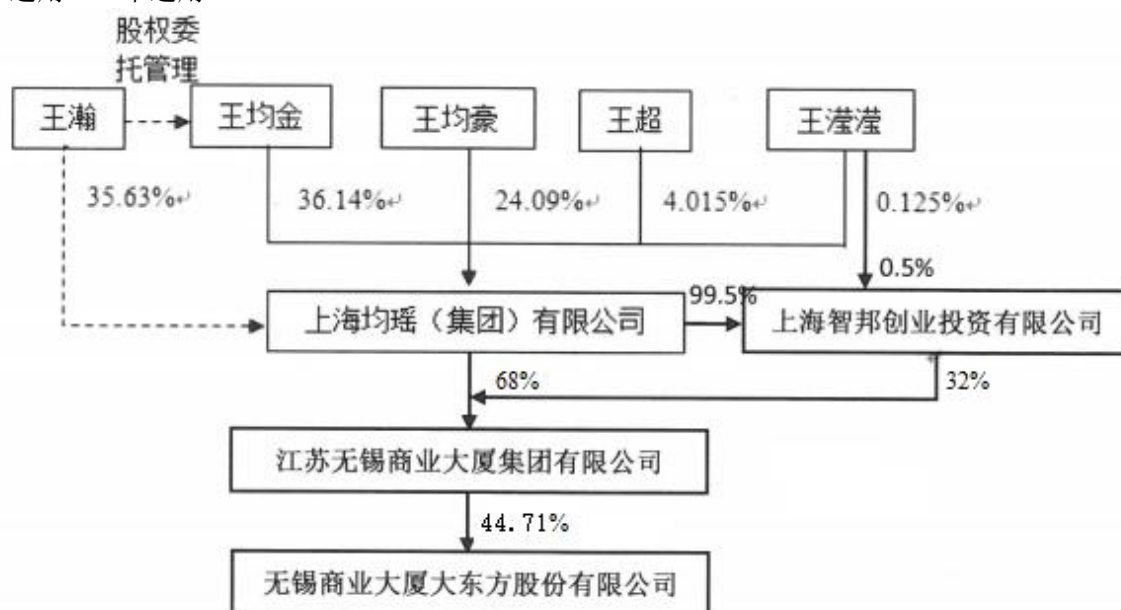 股权委
托管理
王瀚
王均金
王均豪
王超
王滢滢
35.63%↵
36.14%↵
24.09%↵
4.015%↵
0.125%↵
0.5%
99.5%
上海均瑶（集团）有限公司
上海智邦创业投资有限公司
68%
32%
江苏无锡商业大厦集团有限公司
44.71%
无锡商业大厦大东方股份有限公司